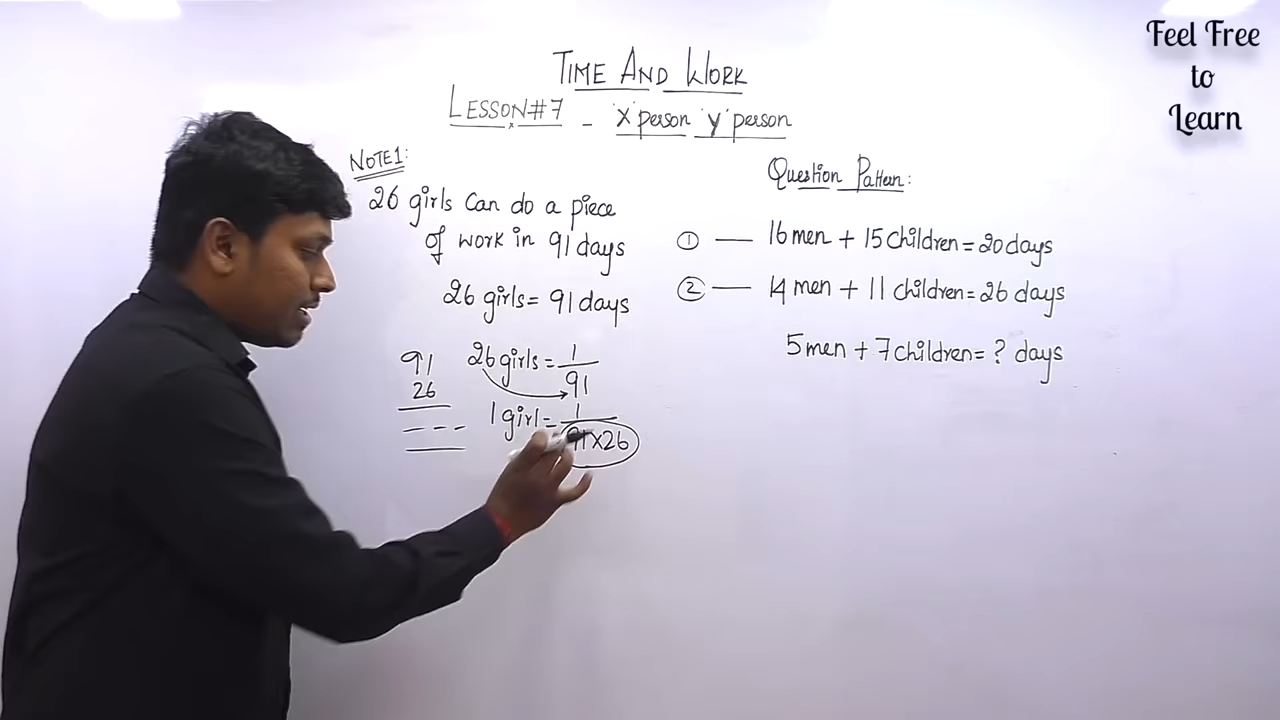 Feel Free
to
Learn
TIME AND WORK
LESSON#7 - 'X' person 'Y' person
NOTE1:
26 girls can do a piece
of work in 91 days
26 girls = 91 days
91
26
26 girls = 1
91
1 girl = 1
91x26
Question Pattern:
① — 16 men + 15 children = 20 days
② — 14 men + 11 children = 26 days
5 men + 7 children = ? days